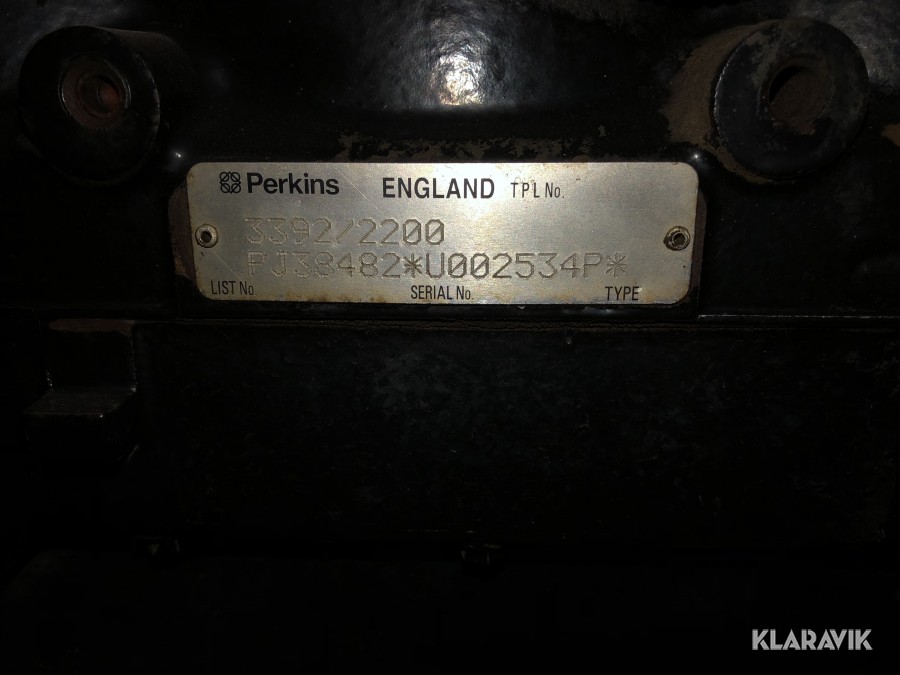 Perkins ENGLAND TPL No.
3392/2200
PJ38482*U002534P*
LIST No SERIAL No. TYPE
KLARAVIK